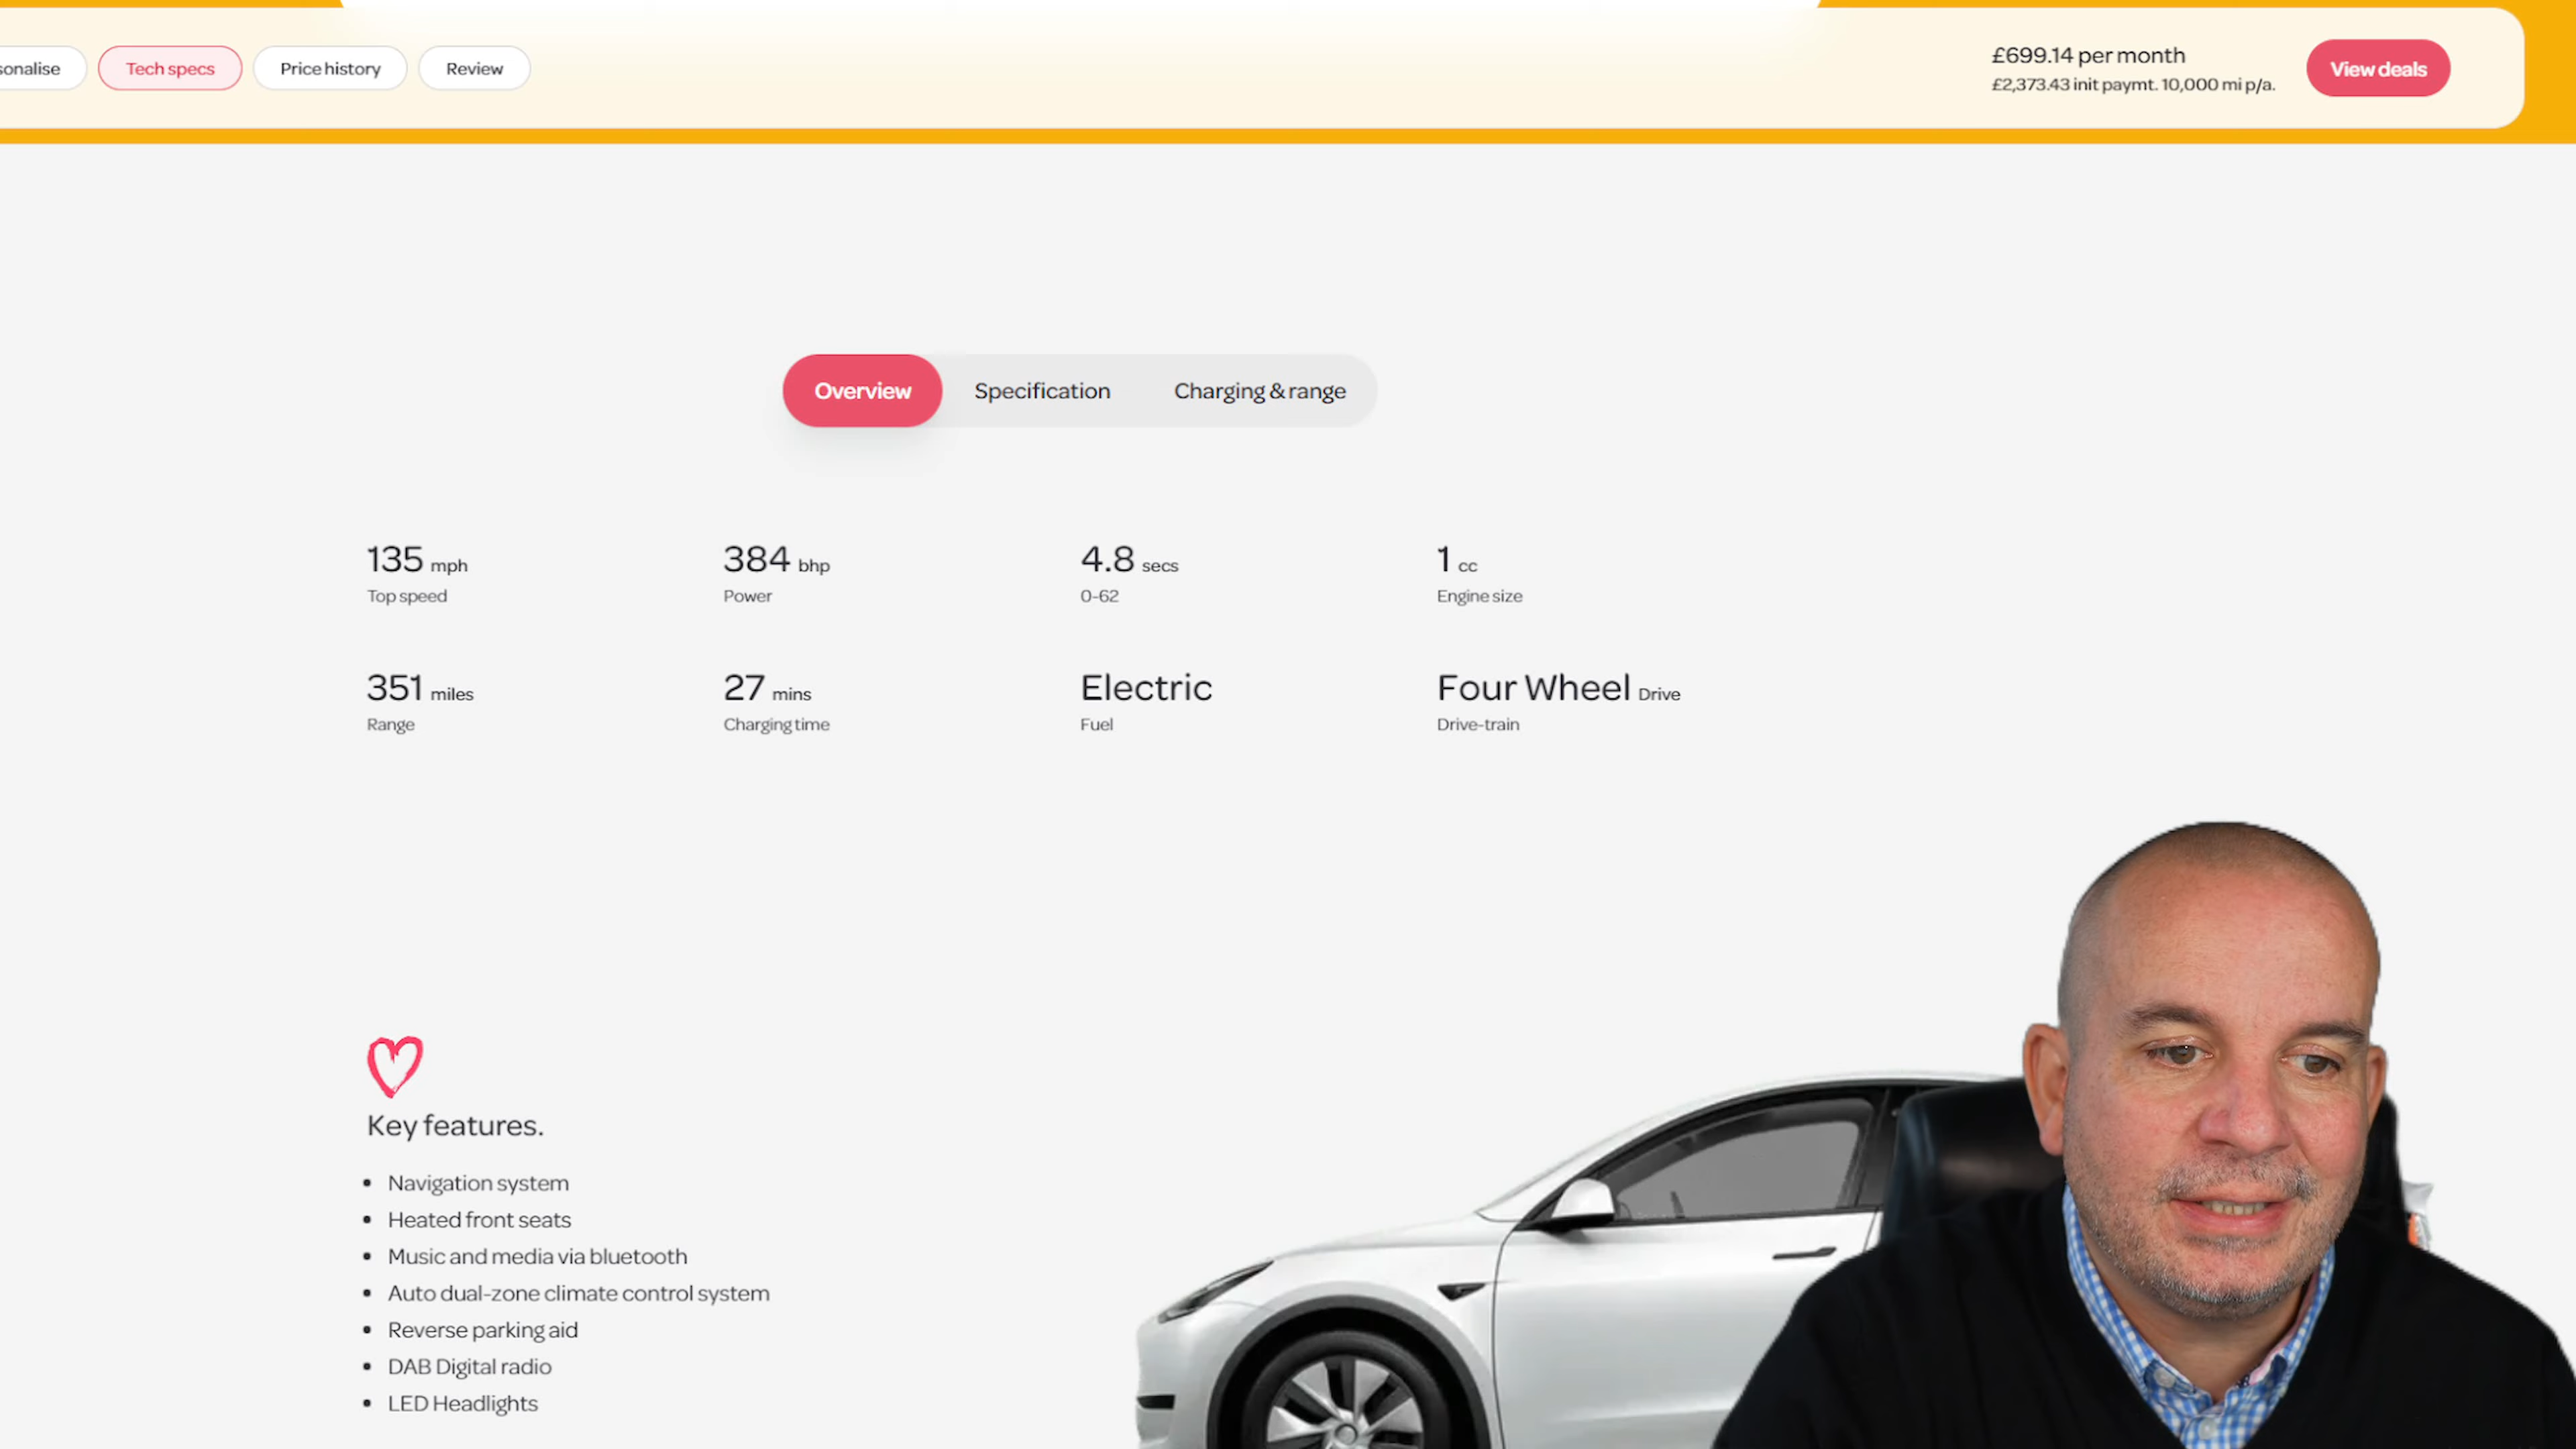 sonalise
Tech specs
Price history
Review
£699.14 per month
£2,373.43 init paymt. 10,000 mi p/a.
View deals
Overview
Specification
Charging & range
135 mph
Top speed
384 bhp
Power
4.8 secs
0-62
1 cc
Engine size
351 miles
Range
27 mins
Charging time
Electric
Fuel
Four Wheel Drive
Drive-train
Key features.
• Navigation system
• Heated front seats
• Music and media via bluetooth
• Auto dual-zone climate control system
• Reverse parking aid
• DAB Digital radio
• LED Headlights